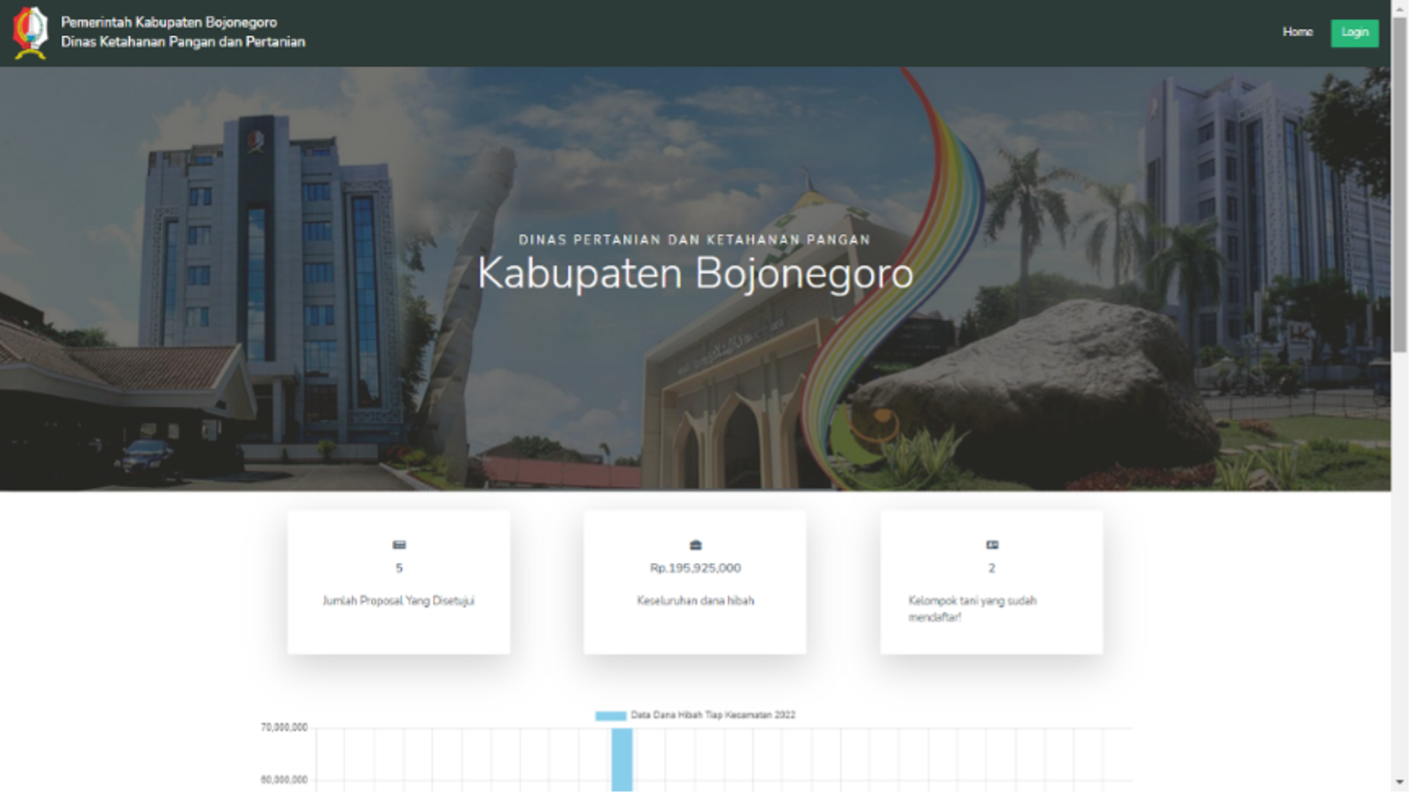 Pemerintah Kabupaten Bojonegoro
Dinas Ketahanan Pangan dan Pertanian
Home
Login
DINAS PERTANIAN DAN KETAHANAN PANGAN
Kabupaten Bojonegoro
5
Jumlah Proposal Yang Disetujui
Rp.195,925,000
Keseluruhan dana hibah
2
Kelompok tani yang sudah
mendaftar!
Data Dana Hibah Tiap Kecamatan 2022
70,000,000
60,000,000